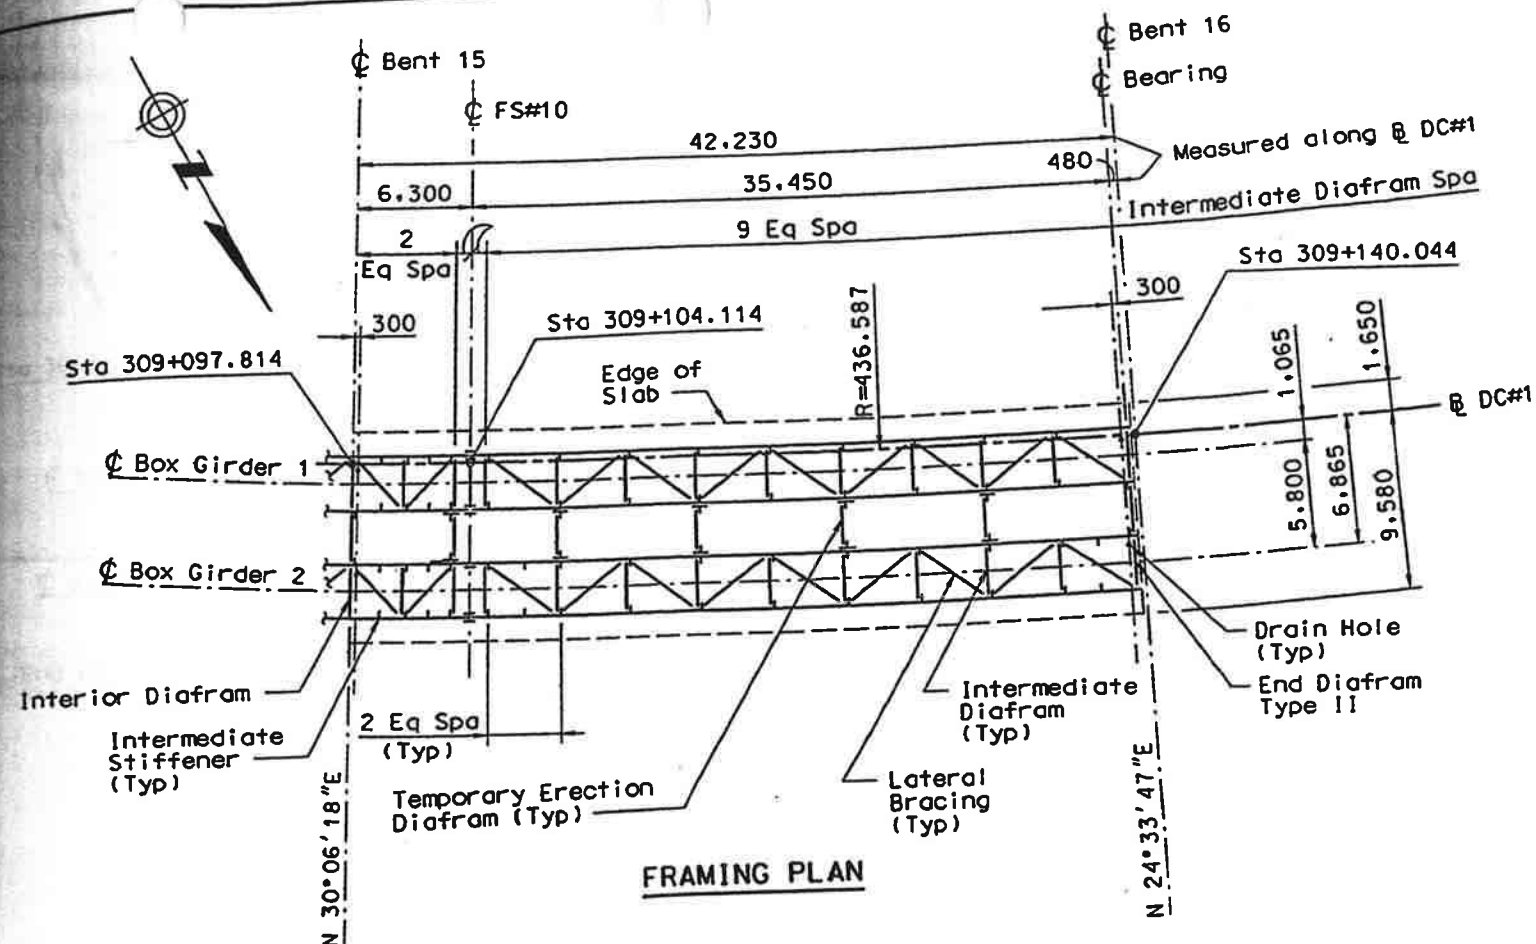 ℄ Bent 15
℄ FS#10
℄ Bent 16
℄ Bearing
42.230
480
Measured along ⅊ DC#1
6.300
35.450
Intermediate Diafram Spa
2
Eq Spa
9 Eq Spa
Sta 309+140.044
300
300
Sta 309+097.814
Sta 309+104.114
Edge of
Slab
R=436.587
1.065
1.650
⅊ DC#1
℄ Box Girder 1
5.800
6.865
9.580
℄ Box Girder 2
Interior Diafram
Intermediate
Stiffener
(Typ)
2 Eq Spa
(Typ)
Temporary Erection
Diafram (Typ)
Lateral
Bracing
(Typ)
Intermediate
Diafram
(Typ)
Drain Hole
(Typ)
End Diafram
Type II
N 30°06'18"E
N 24°33'47"E
FRAMING PLAN